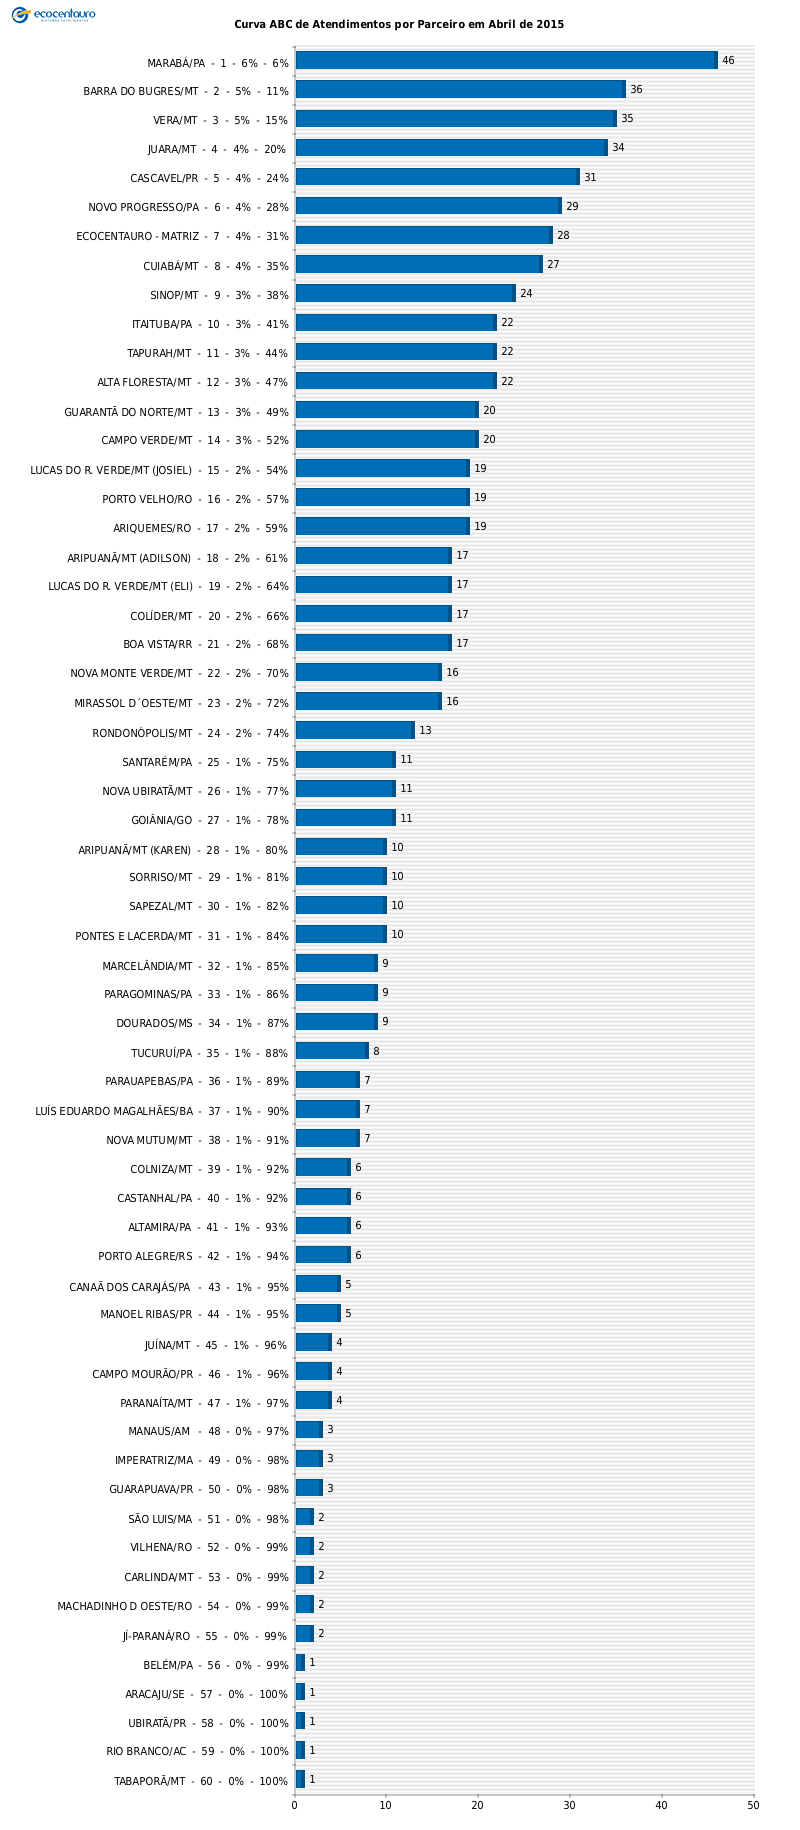 ecocentauro
Curva ABC de Atendimentos por Parceiro em Abril de 2015
MARABÁ/PA - 1 - 6% - 6% 46
BARRA DO BUGRES/MT - 2 - 5% - 11% 36
VERA/MT - 3 - 5% - 15% 35
JUARA/MT - 4 - 4% - 20% 34
CASCAVEL/PR - 5 - 4% - 24% 31
NOVO PROGRESSO/PA - 6 - 4% - 28% 29
ECOCENTAURO - MATRIZ - 7 - 4% - 31% 28
CUIABÁ/MT - 8 - 4% - 35% 27
SINOP/MT - 9 - 3% - 38% 24
ITAITUBA/PA - 10 - 3% - 41% 22
TAPURAH/MT - 11 - 3% - 44% 22
ALTA FLORESTA/MT - 12 - 3% - 47% 22
GUARANTÃ DO NORTE/MT - 13 - 3% - 49% 20
CAMPO VERDE/MT - 14 - 3% - 52% 20
LUCAS DO R. VERDE/MT (JOSIEL) - 15 - 2% - 54% 19
PORTO VELHO/RO - 16 - 2% - 57% 19
ARIQUEMES/RO - 17 - 2% - 59% 19
ARIPUANÃ/MT (ADILSON) - 18 - 2% - 61% 17
LUCAS DO R. VERDE/MT (ELI) - 19 - 2% - 64% 17
COLÍDER/MT - 20 - 2% - 66% 17
BOA VISTA/RR - 21 - 2% - 68% 17
NOVA MONTE VERDE/MT - 22 - 2% - 70% 16
MIRASSOL D´OESTE/MT - 23 - 2% - 72% 16
RONDONÓPOLIS/MT - 24 - 2% - 74% 13
SANTARÉM/PA - 25 - 1% - 75% 11
NOVA UBIRATÃ/MT - 26 - 1% - 77% 11
GOIÂNIA/GO - 27 - 1% - 78% 11
ARIPUANÃ/MT (KAREN) - 28 - 1% - 80% 10
SORRISO/MT - 29 - 1% - 81% 10
SAPEZAL/MT - 30 - 1% - 82% 10
PONTES E LACERDA/MT - 31 - 1% - 84% 10
MARCELÂNDIA/MT - 32 - 1% - 85% 9
PARAGOMINAS/PA - 33 - 1% - 86% 9
DOURADOS/MS - 34 - 1% - 87% 9
TUCURUÍ/PA - 35 - 1% - 88% 8
PARAUAPEBAS/PA - 36 - 1% - 89% 7
LUÍS EDUARDO MAGALHÃES/BA - 37 - 1% - 90% 7
NOVA MUTUM/MT - 38 - 1% - 91% 7
COLNIZA/MT - 39 - 1% - 92% 6
CASTANHAL/PA - 40 - 1% - 92% 6
ALTAMIRA/PA - 41 - 1% - 93% 6
PORTO ALEGRE/RS - 42 - 1% - 94% 6
CANAÃ DOS CARAJÁS/PA - 43 - 1% - 95% 5
MANOEL RIBAS/PR - 44 - 1% - 95% 5
JUÍNA/MT - 45 - 1% - 96% 4
CAMPO MOURÃO/PR - 46 - 1% - 96% 4
PARANAÍTA/MT - 47 - 1% - 97% 4
MANAUS/AM - 48 - 0% - 97% 3
IMPERATRIZ/MA - 49 - 0% - 98% 3
GUARAPUAVA/PR - 50 - 0% - 98% 3
SÃO LUIS/MA - 51 - 0% - 98% 2
VILHENA/RO - 52 - 0% - 99% 2
CARLINDA/MT - 53 - 0% - 99% 2
MACHADINHO D OESTE/RO - 54 - 0% - 99% 2
JÍ-PARANÁ/RO - 55 - 0% - 99% 2
BELÉM/PA - 56 - 0% - 99% 1
ARACAJU/SE - 57 - 0% - 100% 1
UBIRATÃ/PR - 58 - 0% - 100% 1
RIO BRANCO/AC - 59 - 0% - 100% 1
TABAPORÃ/MT - 60 - 0% - 100% 1
0 10 20 30 40 50